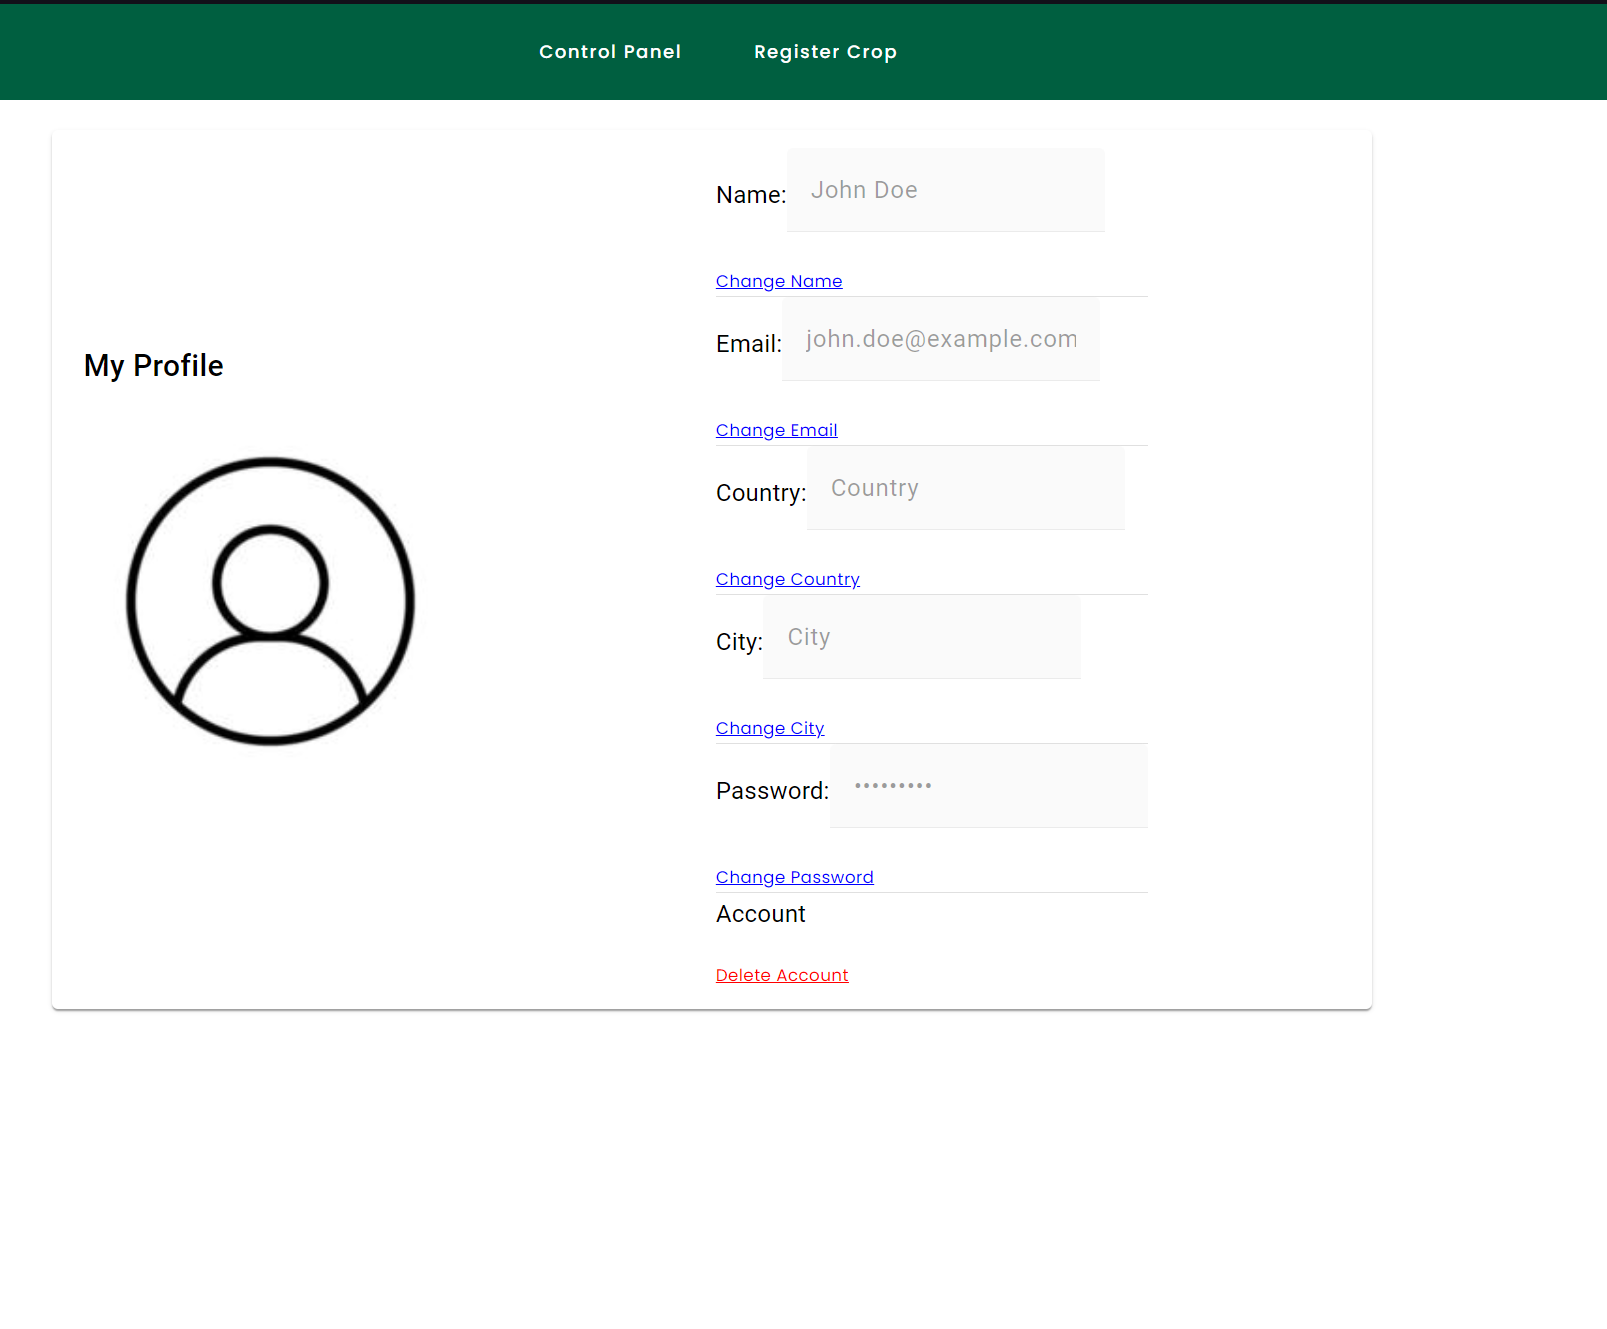 Control Panel Register Crop
My Profile
Name: John Doe
Change Name
Email: john.doe@example.com
Change Email
Country: Country
Change Country
City: City
Change City
Password: •••••••••
Change Password
Account
Delete Account